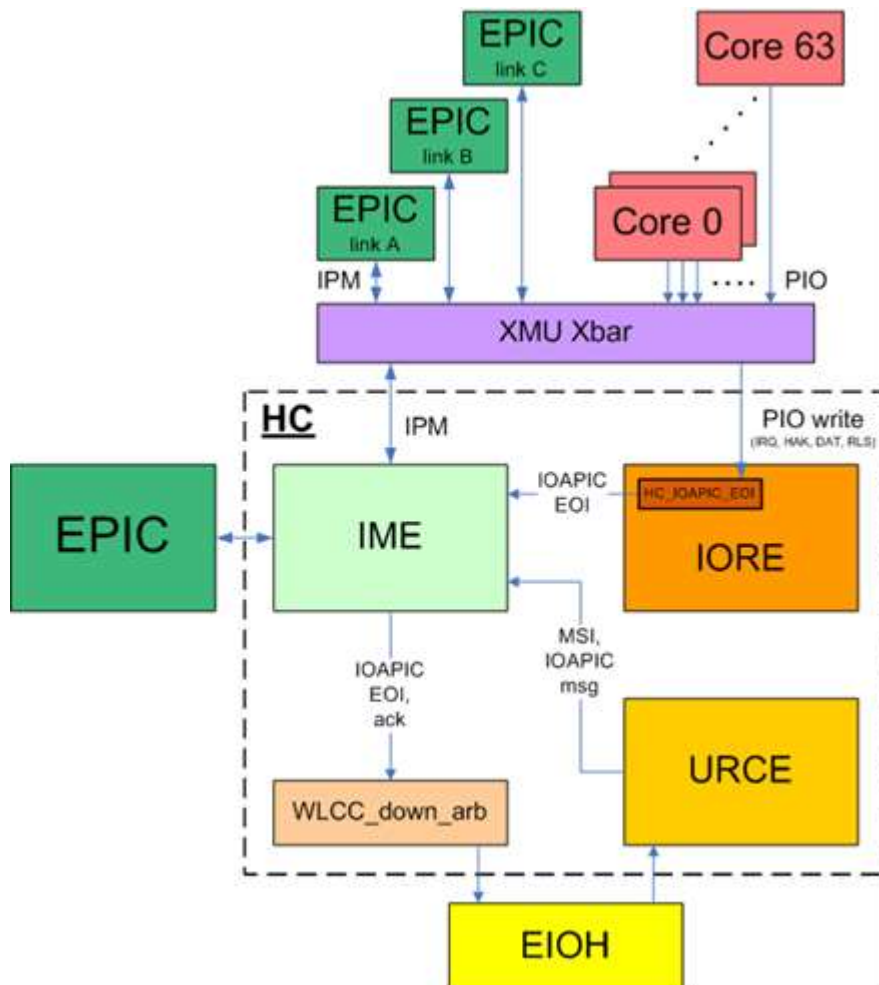 EPIC
link C
Core 63
EPIC
link B
EPIC
link A
Core 0
IPM
PIO
XMU Xbar
HC
IPM
PIO write
(IRQ, HAK, DAT, RLS)
EPIC
IME
IOAPIC
EOI
HC_IOAPIC_EOI
IORE
IOAPIC
EOI,
ack
MSI,
IOAPIC
msg
URCE
WLCC_down_arb
EIOH